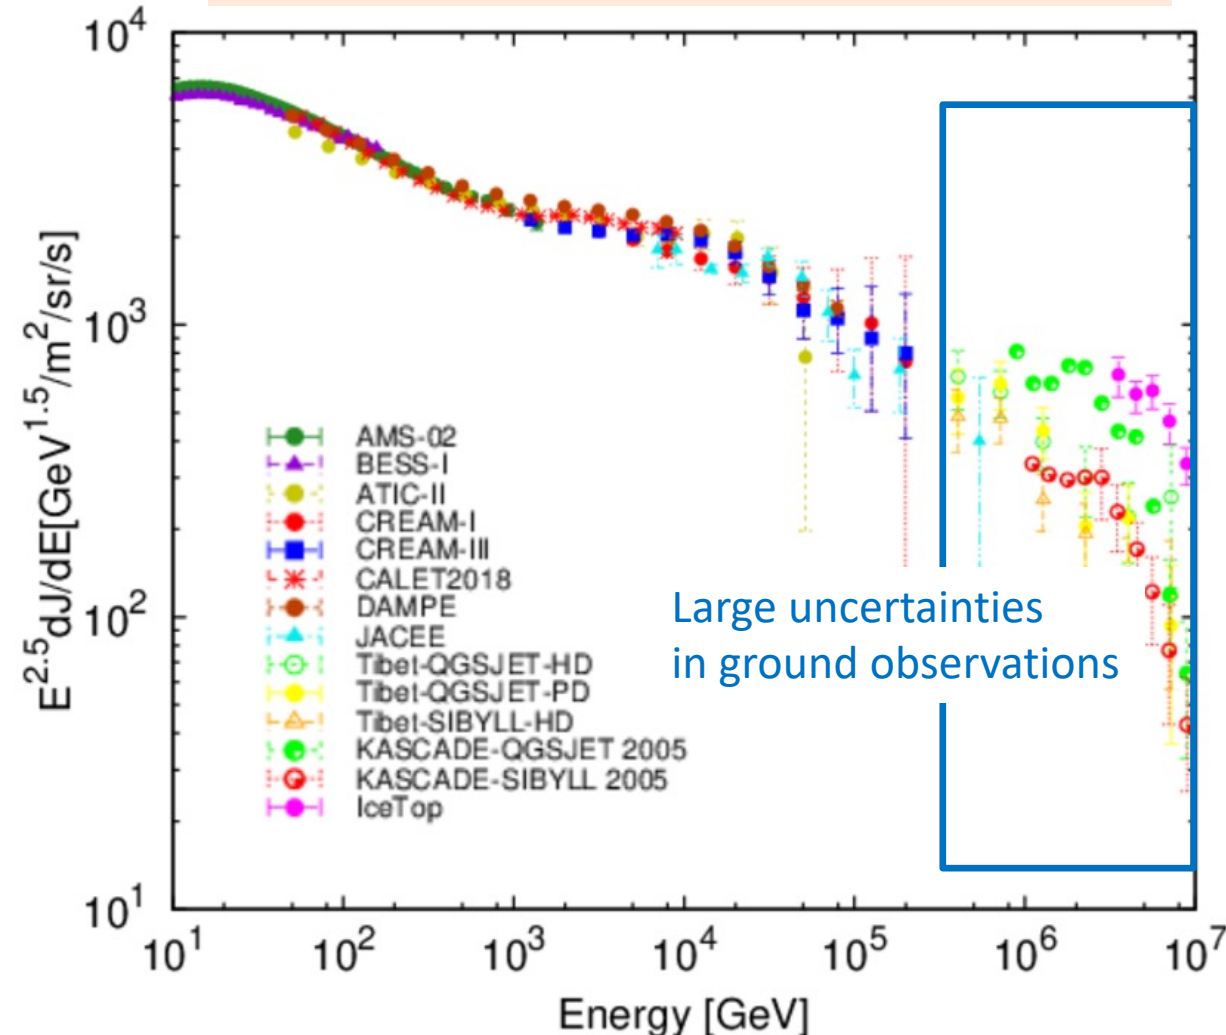 10^4
10^3
10^2
10^1
E^2.5 dJ/dE[GeV^1.5/m^2/sr/s]
AMS-02
BESS-I
ATIC-II
CREAM-I
CREAM-III
CALET2018
DAMPE
JACEE
Tibet-QGSJET-HD
Tibet-QGSJET-PD
Tibet-SIBYLL-HD
KASCADE-QGSJET 2005
KASCADE-SIBYLL 2005
IceTop
Large uncertainties
in ground observations
10^1 10^2 10^3 10^4 10^5 10^6 10^7
Energy [GeV]